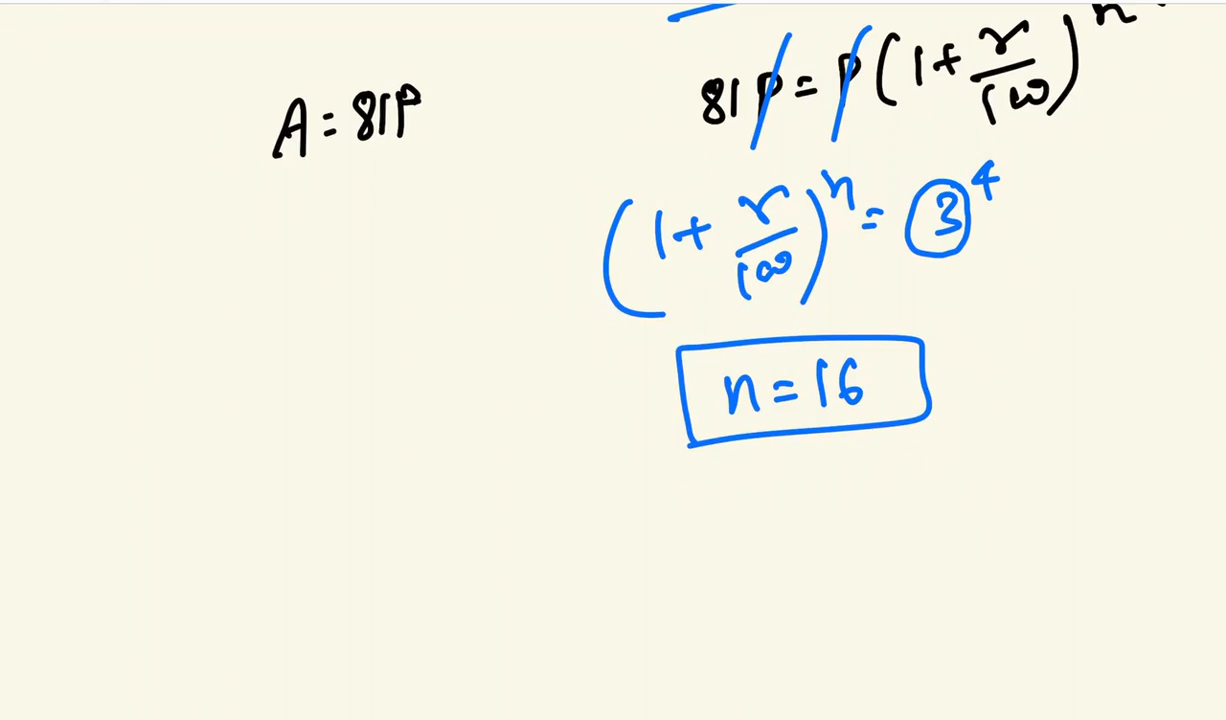 81P = P(1 + r/100)^n
A = 81P
(1 + r/100)^n = 3^4
n = 16